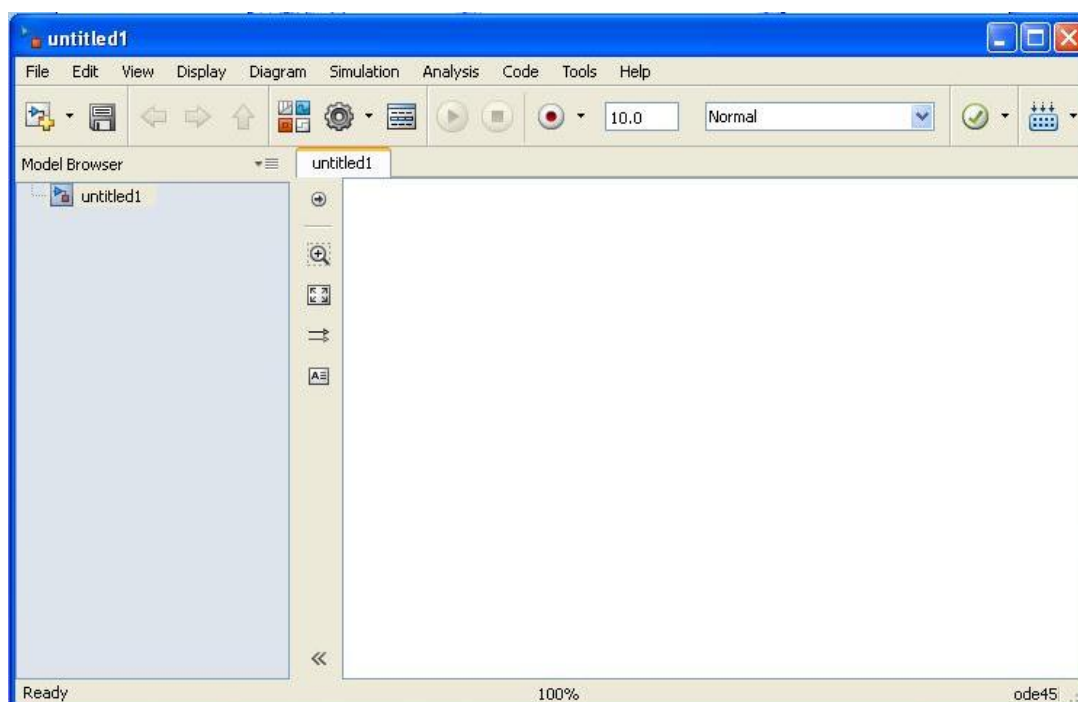 untitled1
File Edit View Display Diagram Simulation Analysis Code Tools Help
10.0 Normal
Model Browser untitled1
untitled1
Ready 100% ode45